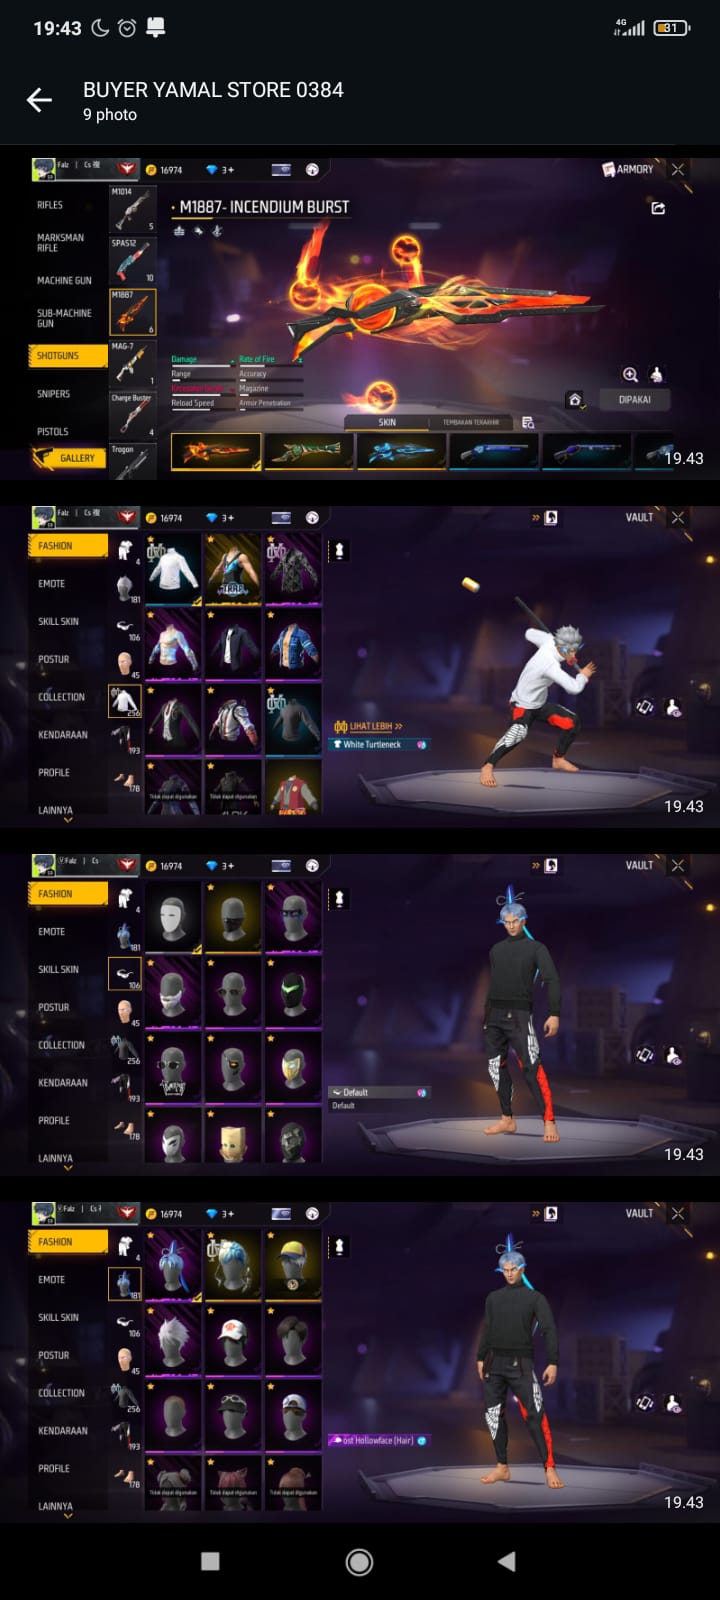 19:43
4G
31
BUYER YAMAL STORE 0384
9 photo
Falz | Cs
16974
3+
ARMORY
RIFLES
MARKSMAN
RIFLE
MACHINE GUN
SUB-MACHINE
GUN
SHOTGUNS
SNIPERS
PISTOLS
GALLERY
M1014
5
SPAS12
10
M1887
6
MAG-7
1
Charge Buster
4
Trogon
M1887- INCENDIUM BURST
Damage
Rate of Fire
Range
Accuracy
Magazine
Reload Speed
Armor Penetration
DIPAKAI
SKIN
TEMBAKAN TERAKHIR
19.43
Falz | Cs
16974
3+
VAULT
FASHION
EMOTE
SKILL SKIN
POSTUR
COLLECTION
KENDARAAN
PROFILE
LAINNYA
4
181
106
45
256
193
178
TRAP
Tidak dapat digunakan
Tidak dapat digunakan
LIHAT LEBIH >>
White Turtleneck
19.43
Falz | Cs
16974
3+
VAULT
FASHION
EMOTE
SKILL SKIN
POSTUR
COLLECTION
KENDARAAN
PROFILE
LAINNYA
4
181
106
45
256
193
178
Default
Default
19.43
Falz | Cs
16974
3+
VAULT
FASHION
EMOTE
SKILL SKIN
POSTUR
COLLECTION
KENDARAAN
PROFILE
LAINNYA
4
181
106
45
256
193
178
Tidak dapat digunakan
Tidak dapat digunakan
Tidak dapat digunakan
ost Hollowface (Hair)
19.43